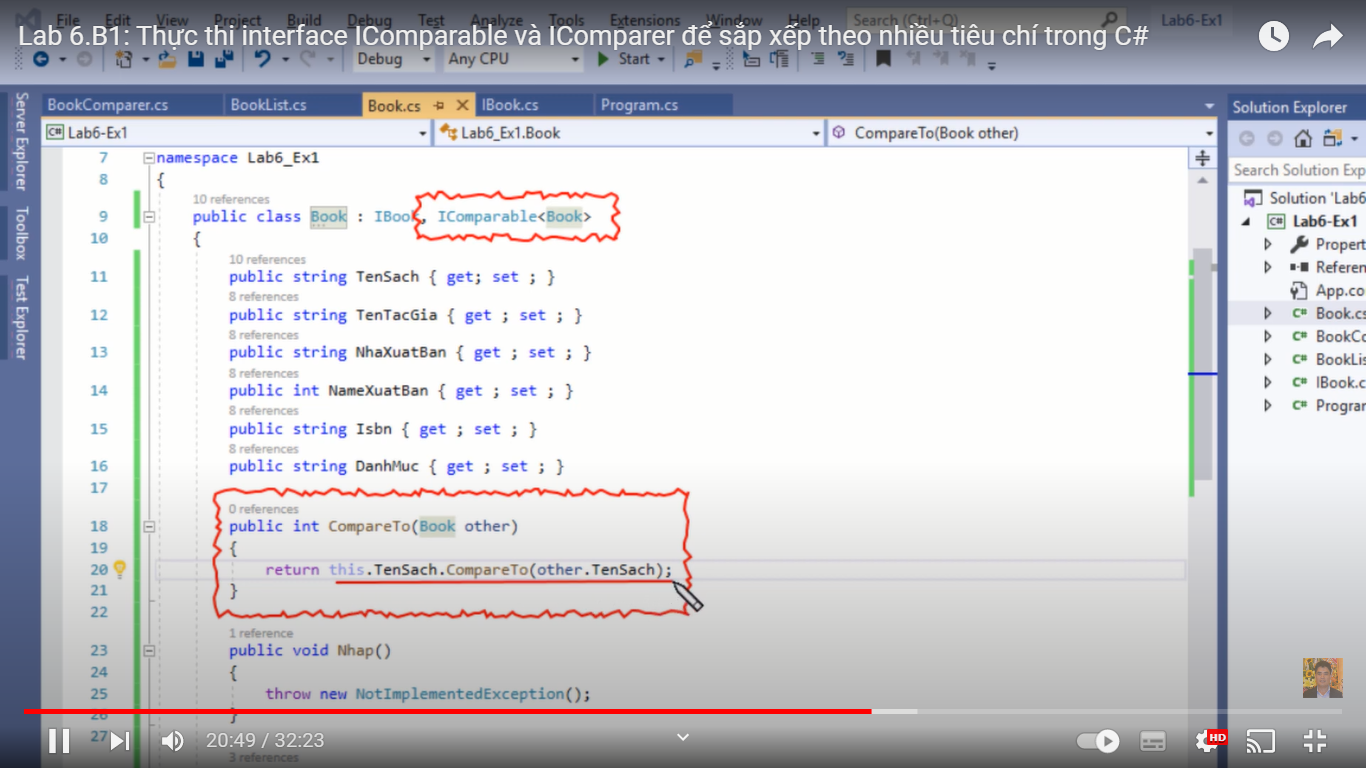 File Edit View Project Build Debug Test Analyze Tools Extensions Window Help Search (Ctrl+Q) Lab6-Ex1
Lab 6.B1: Thực thi interface IComparable và IComparer để sắp xếp theo nhiều tiêu chí trong C#
Debug Any CPU Start
Server Explorer
Toolbox
Test Explorer
BookComparer.cs BookList.cs Book.cs IBook.cs Program.cs
Lab6-Ex1 Lab6_Ex1.Book CompareTo(Book other)
7 namespace Lab6_Ex1
8 {
10 references
9 public class Book : IBook, IComparable<Book>
10 {
10 references
11 public string TenSach { get; set ; }
8 references
12 public string TenTacGia { get ; set ; }
8 references
13 public string NhaXuatBan { get ; set ; }
8 references
14 public int NameXuatBan { get ; set ; }
8 references
15 public string Isbn { get ; set ; }
8 references
16 public string DanhMuc { get ; set ; }
17
0 references
18 public int CompareTo(Book other)
19 {
20 return this.TenSach.CompareTo(other.TenSach);
21 }
22
1 reference
23 public void Nhap()
24 {
25 throw new NotImplementedException();
26 }
27
3 references
Solution Explorer
Search Solution Exp
Solution 'Lab6
Lab6-Ex1
Propert
Referen
App.co
C# Book.cs
C# BookCo
C# BookLis
C# IBook.c
C# Program
20:49 / 32:23
HD